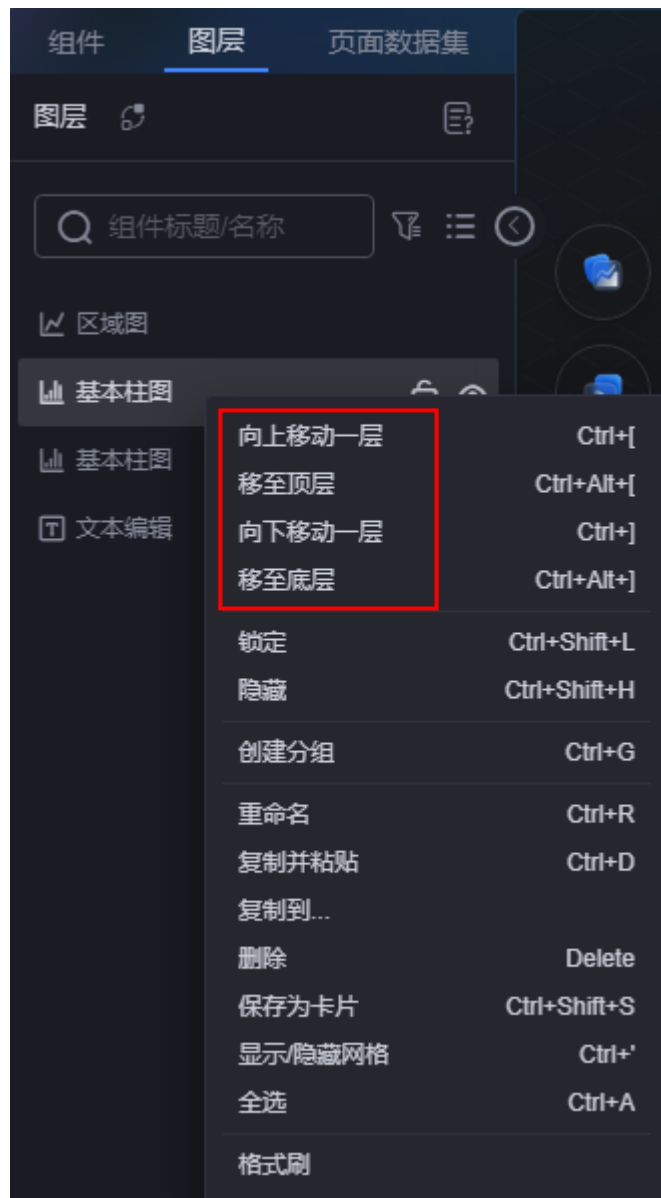 组件 图层 页面数据集
图层
组件标题/名称
区域图
基本柱图
基本柱图
文本编辑
向上移动一层 Ctrl+[
移至顶层 Ctrl+Alt+[
向下移动一层 Ctrl+]
移至底层 Ctrl+Alt+]
锁定 Ctrl+Shift+L
隐藏 Ctrl+Shift+H
创建分组 Ctrl+G
重命名 Ctrl+R
复制并粘贴 Ctrl+D
复制到...
删除 Delete
保存为卡片 Ctrl+Shift+S
显示/隐藏网格 Ctrl+'
全选 Ctrl+A
格式刷